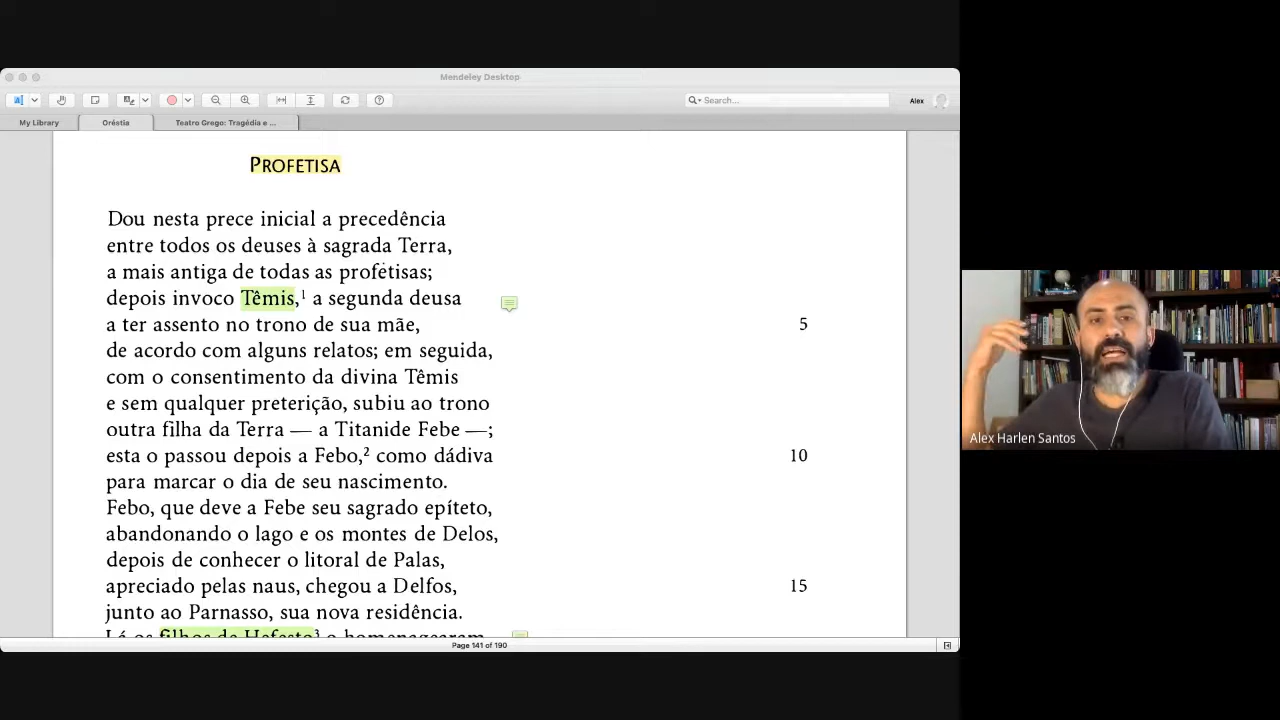 Mendeley Desktop
Search...
Alex
My Library
Oréstia
Teatro Grego: Tragédia e ...
PROFETISA
Dou nesta prece inicial a precedência
entre todos os deuses à sagrada Terra,
a mais antiga de todas as profetisas;
depois invoco Têmis,¹ a segunda deusa
a ter assento no trono de sua mãe, 5
de acordo com alguns relatos; em seguida,
com o consentimento da divina Têmis
e sem qualquer preterição, subiu ao trono
outra filha da Terra — a Titanide Febe —;
esta o passou depois a Febo,² como dádiva 10
para marcar o dia de seu nascimento.
Febo, que deve a Febe seu sagrado epíteto,
abandonando o lago e os montes de Delos,
depois de conhecer o litoral de Palas,
apreciado pelas naus, chegou a Delfos, 15
junto ao Parnasso, sua nova residência.
Lá os filhos de Hefesto³ o homenagearam
Page 141 of 190
Alex Harlen Santos